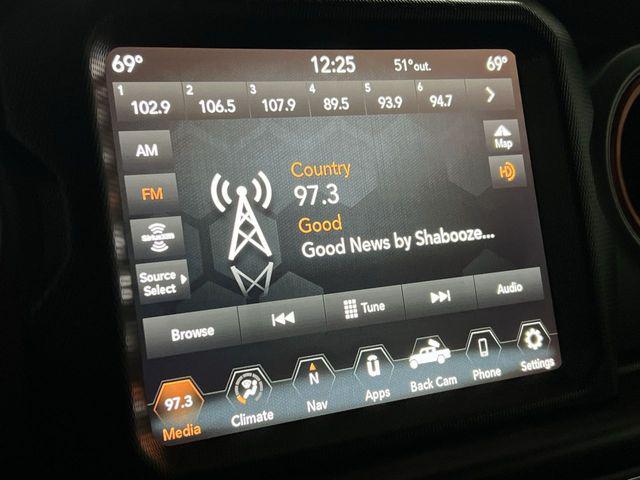 69° 12:25 51° out. 69°
1 2 3 4 5 6
102.9 106.5 107.9 89.5 93.9 94.7
AM
FM
SiriusXM
Source
Select
Map
HD
Country
97.3
Good
Good News by Shabooze...
Browse Tune Audio
97.3 N U
Media Climate Nav Apps Back Cam Phone Settings